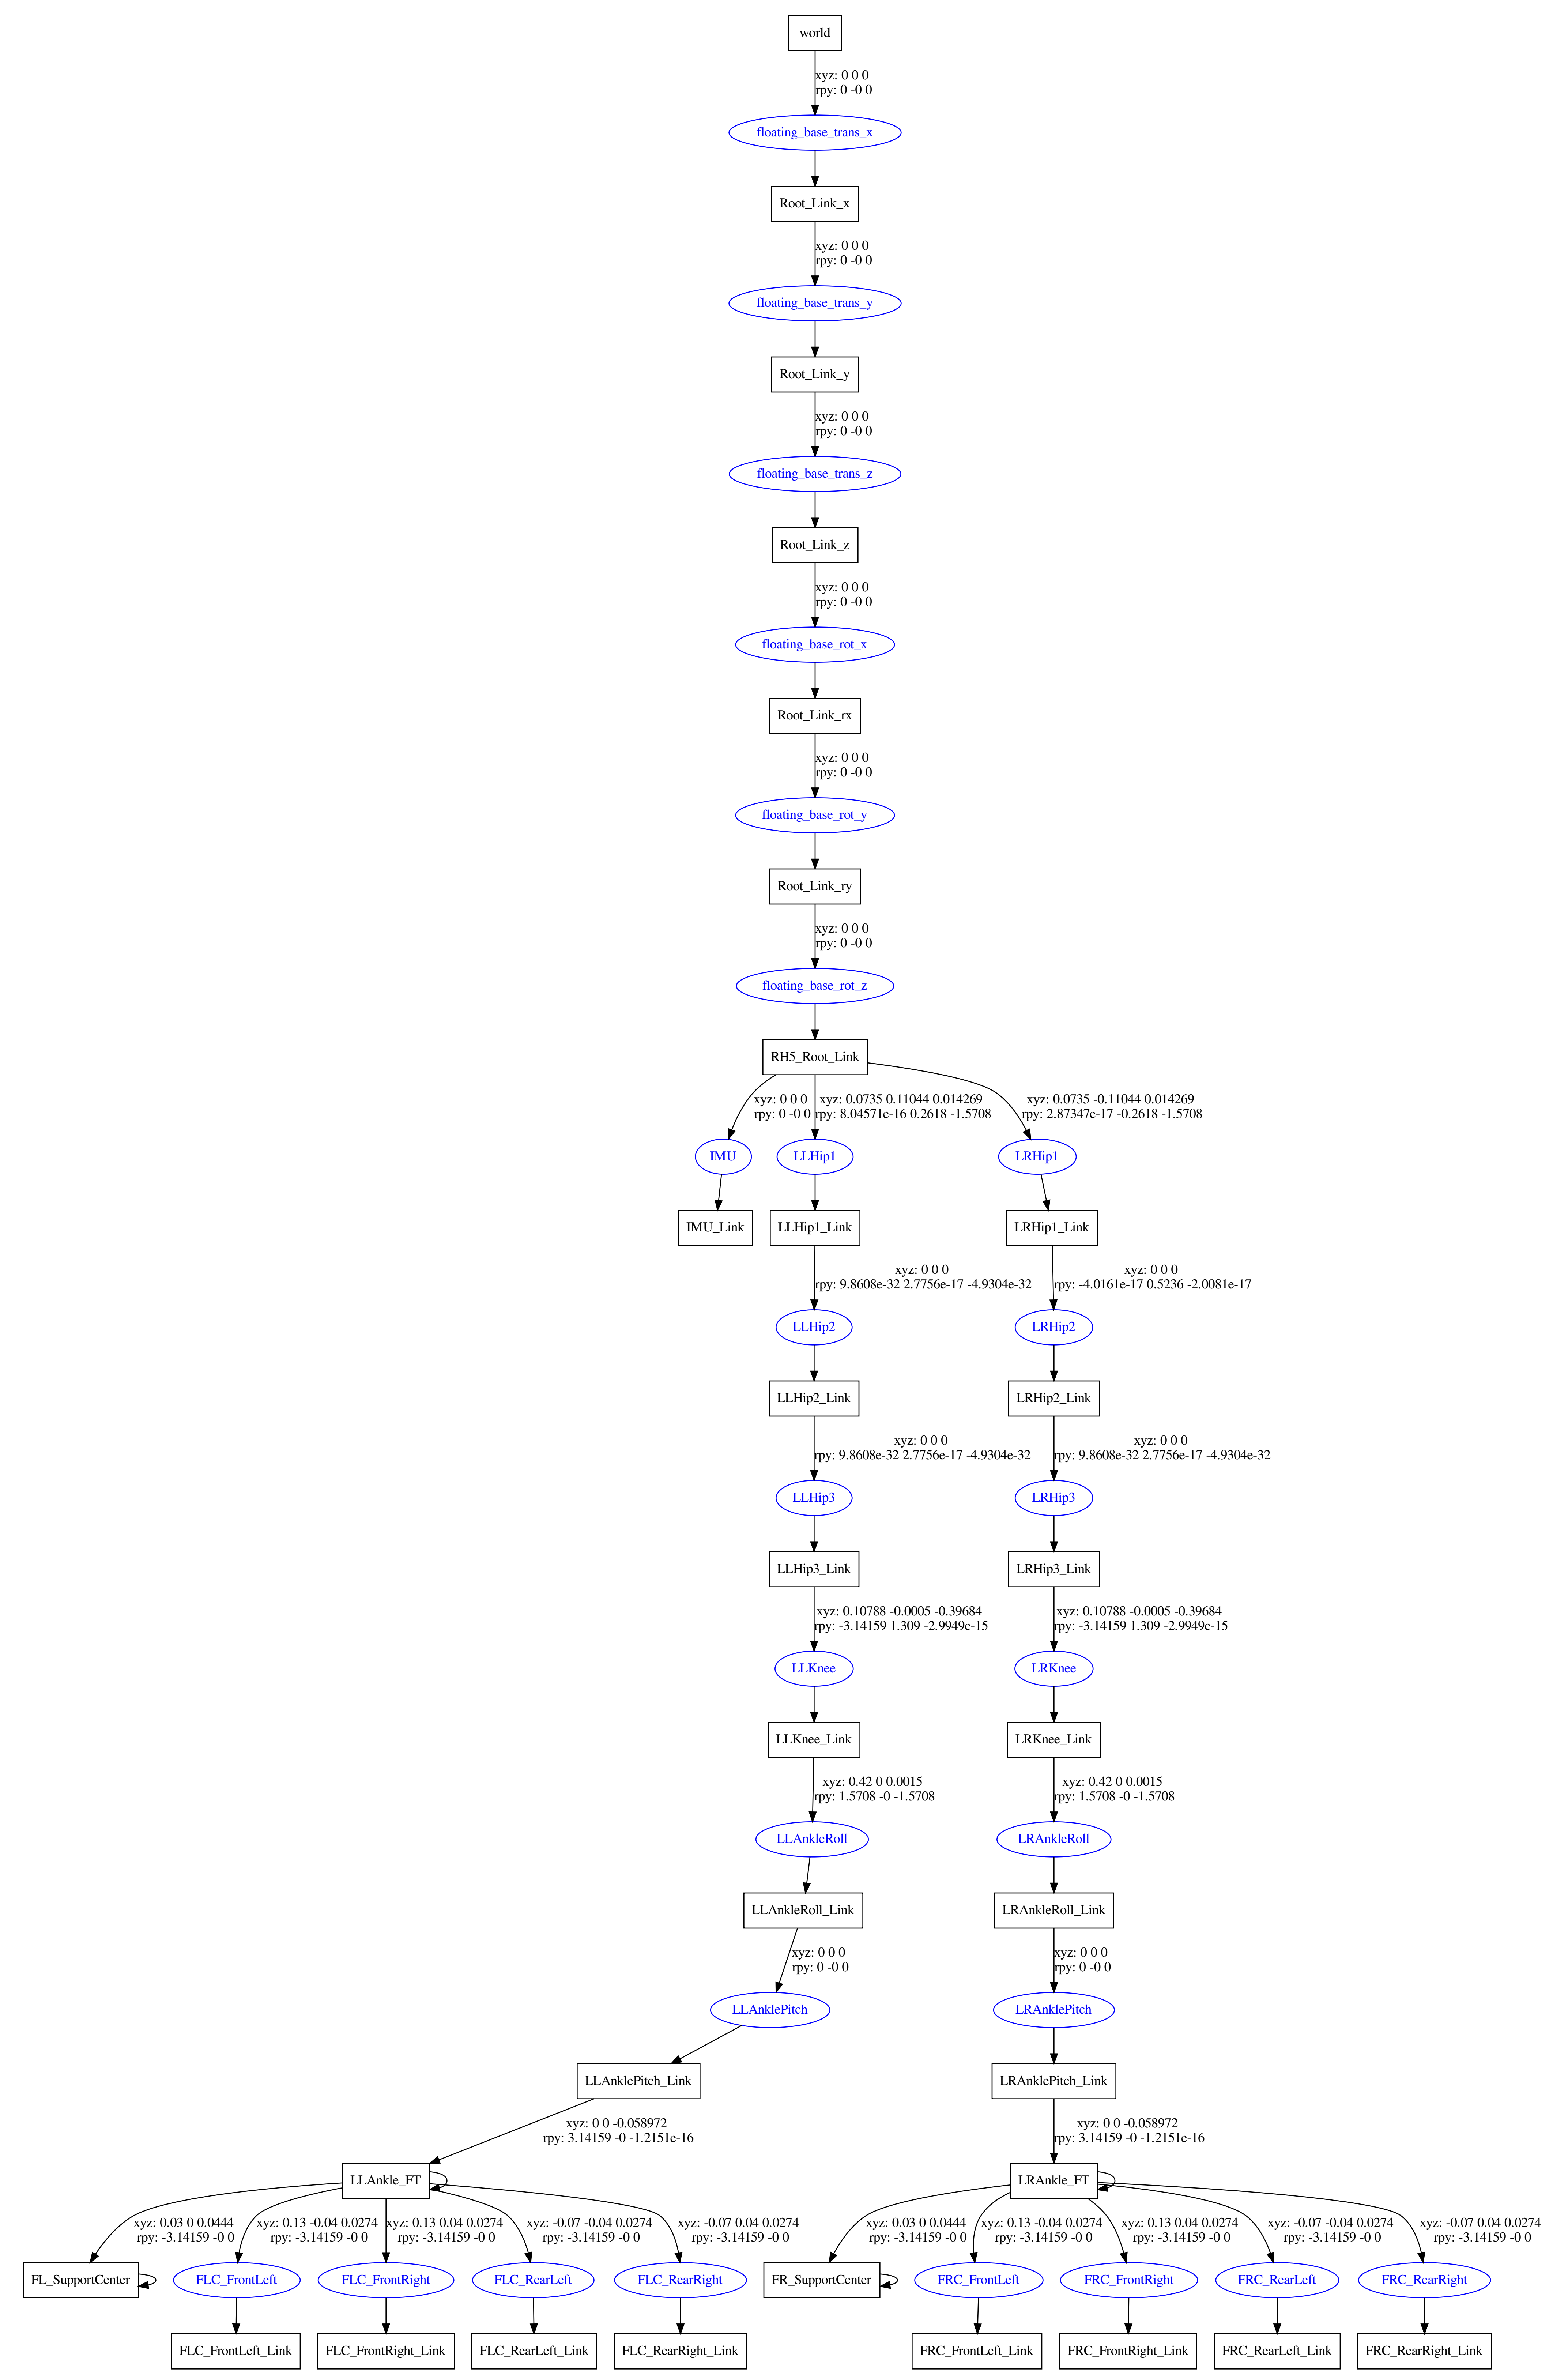 world
xyz: 0 0 0
rpy: 0 -0 0
floating_base_trans_x
Root_Link_x
xyz: 0 0 0
rpy: 0 -0 0
floating_base_trans_y
Root_Link_y
xyz: 0 0 0
rpy: 0 -0 0
floating_base_trans_z
Root_Link_z
xyz: 0 0 0
rpy: 0 -0 0
floating_base_rot_x
Root_Link_rx
xyz: 0 0 0
rpy: 0 -0 0
floating_base_rot_y
Root_Link_ry
xyz: 0 0 0
rpy: 0 -0 0
floating_base_rot_z
RH5_Root_Link
xyz: 0 0 0
rpy: 0 -0 0
xyz: 0.0735 0.11044 0.014269
rpy: 8.04571e-16 0.2618 -1.5708
xyz: 0.0735 -0.11044 0.014269
rpy: 2.87347e-17 -0.2618 -1.5708
IMU
LLHip1
LRHip1
IMU_Link
LLHip1_Link
LRHip1_Link
xyz: 0 0 0
rpy: 9.8608e-32 2.7756e-17 -4.9304e-32
xyz: 0 0 0
rpy: -4.0161e-17 0.5236 -2.0081e-17
LLHip2
LRHip2
LLHip2_Link
LRHip2_Link
xyz: 0 0 0
rpy: 9.8608e-32 2.7756e-17 -4.9304e-32
xyz: 0 0 0
rpy: 9.8608e-32 2.7756e-17 -4.9304e-32
LLHip3
LRHip3
LLHip3_Link
LRHip3_Link
xyz: 0.10788 -0.0005 -0.39684
rpy: -3.14159 1.309 -2.9949e-15
xyz: 0.10788 -0.0005 -0.39684
rpy: -3.14159 1.309 -2.9949e-15
LLKnee
LRKnee
LLKnee_Link
LRKnee_Link
xyz: 0.42 0 0.0015
rpy: 1.5708 -0 -1.5708
xyz: 0.42 0 0.0015
rpy: 1.5708 -0 -1.5708
LLAnkleRoll
LRAnkleRoll
LLAnkleRoll_Link
LRAnkleRoll_Link
xyz: 0 0 0
rpy: 0 -0 0
xyz: 0 0 0
rpy: 0 -0 0
LLAnklePitch
LRAnklePitch
LLAnklePitch_Link
LRAnklePitch_Link
xyz: 0 0 -0.058972
rpy: 3.14159 -0 -1.2151e-16
xyz: 0 0 -0.058972
rpy: 3.14159 -0 -1.2151e-16
LLAnkle_FT
LRAnkle_FT
xyz: 0.03 0 0.0444
rpy: -3.14159 -0 0
xyz: 0.13 -0.04 0.0274
rpy: -3.14159 -0 0
xyz: 0.13 0.04 0.0274
rpy: -3.14159 -0 0
xyz: -0.07 -0.04 0.0274
rpy: -3.14159 -0 0
xyz: -0.07 0.04 0.0274
rpy: -3.14159 -0 0
xyz: 0.03 0 0.0444
rpy: -3.14159 -0 0
xyz: 0.13 -0.04 0.0274
rpy: -3.14159 -0 0
xyz: 0.13 0.04 0.0274
rpy: -3.14159 -0 0
xyz: -0.07 -0.04 0.0274
rpy: -3.14159 -0 0
xyz: -0.07 0.04 0.0274
rpy: -3.14159 -0 0
FL_SupportCenter
FLC_FrontLeft
FLC_FrontRight
FLC_RearLeft
FLC_RearRight
FR_SupportCenter
FRC_FrontLeft
FRC_FrontRight
FRC_RearLeft
FRC_RearRight
FLC_FrontLeft_Link
FLC_FrontRight_Link
FLC_RearLeft_Link
FLC_RearRight_Link
FRC_FrontLeft_Link
FRC_FrontRight_Link
FRC_RearLeft_Link
FRC_RearRight_Link